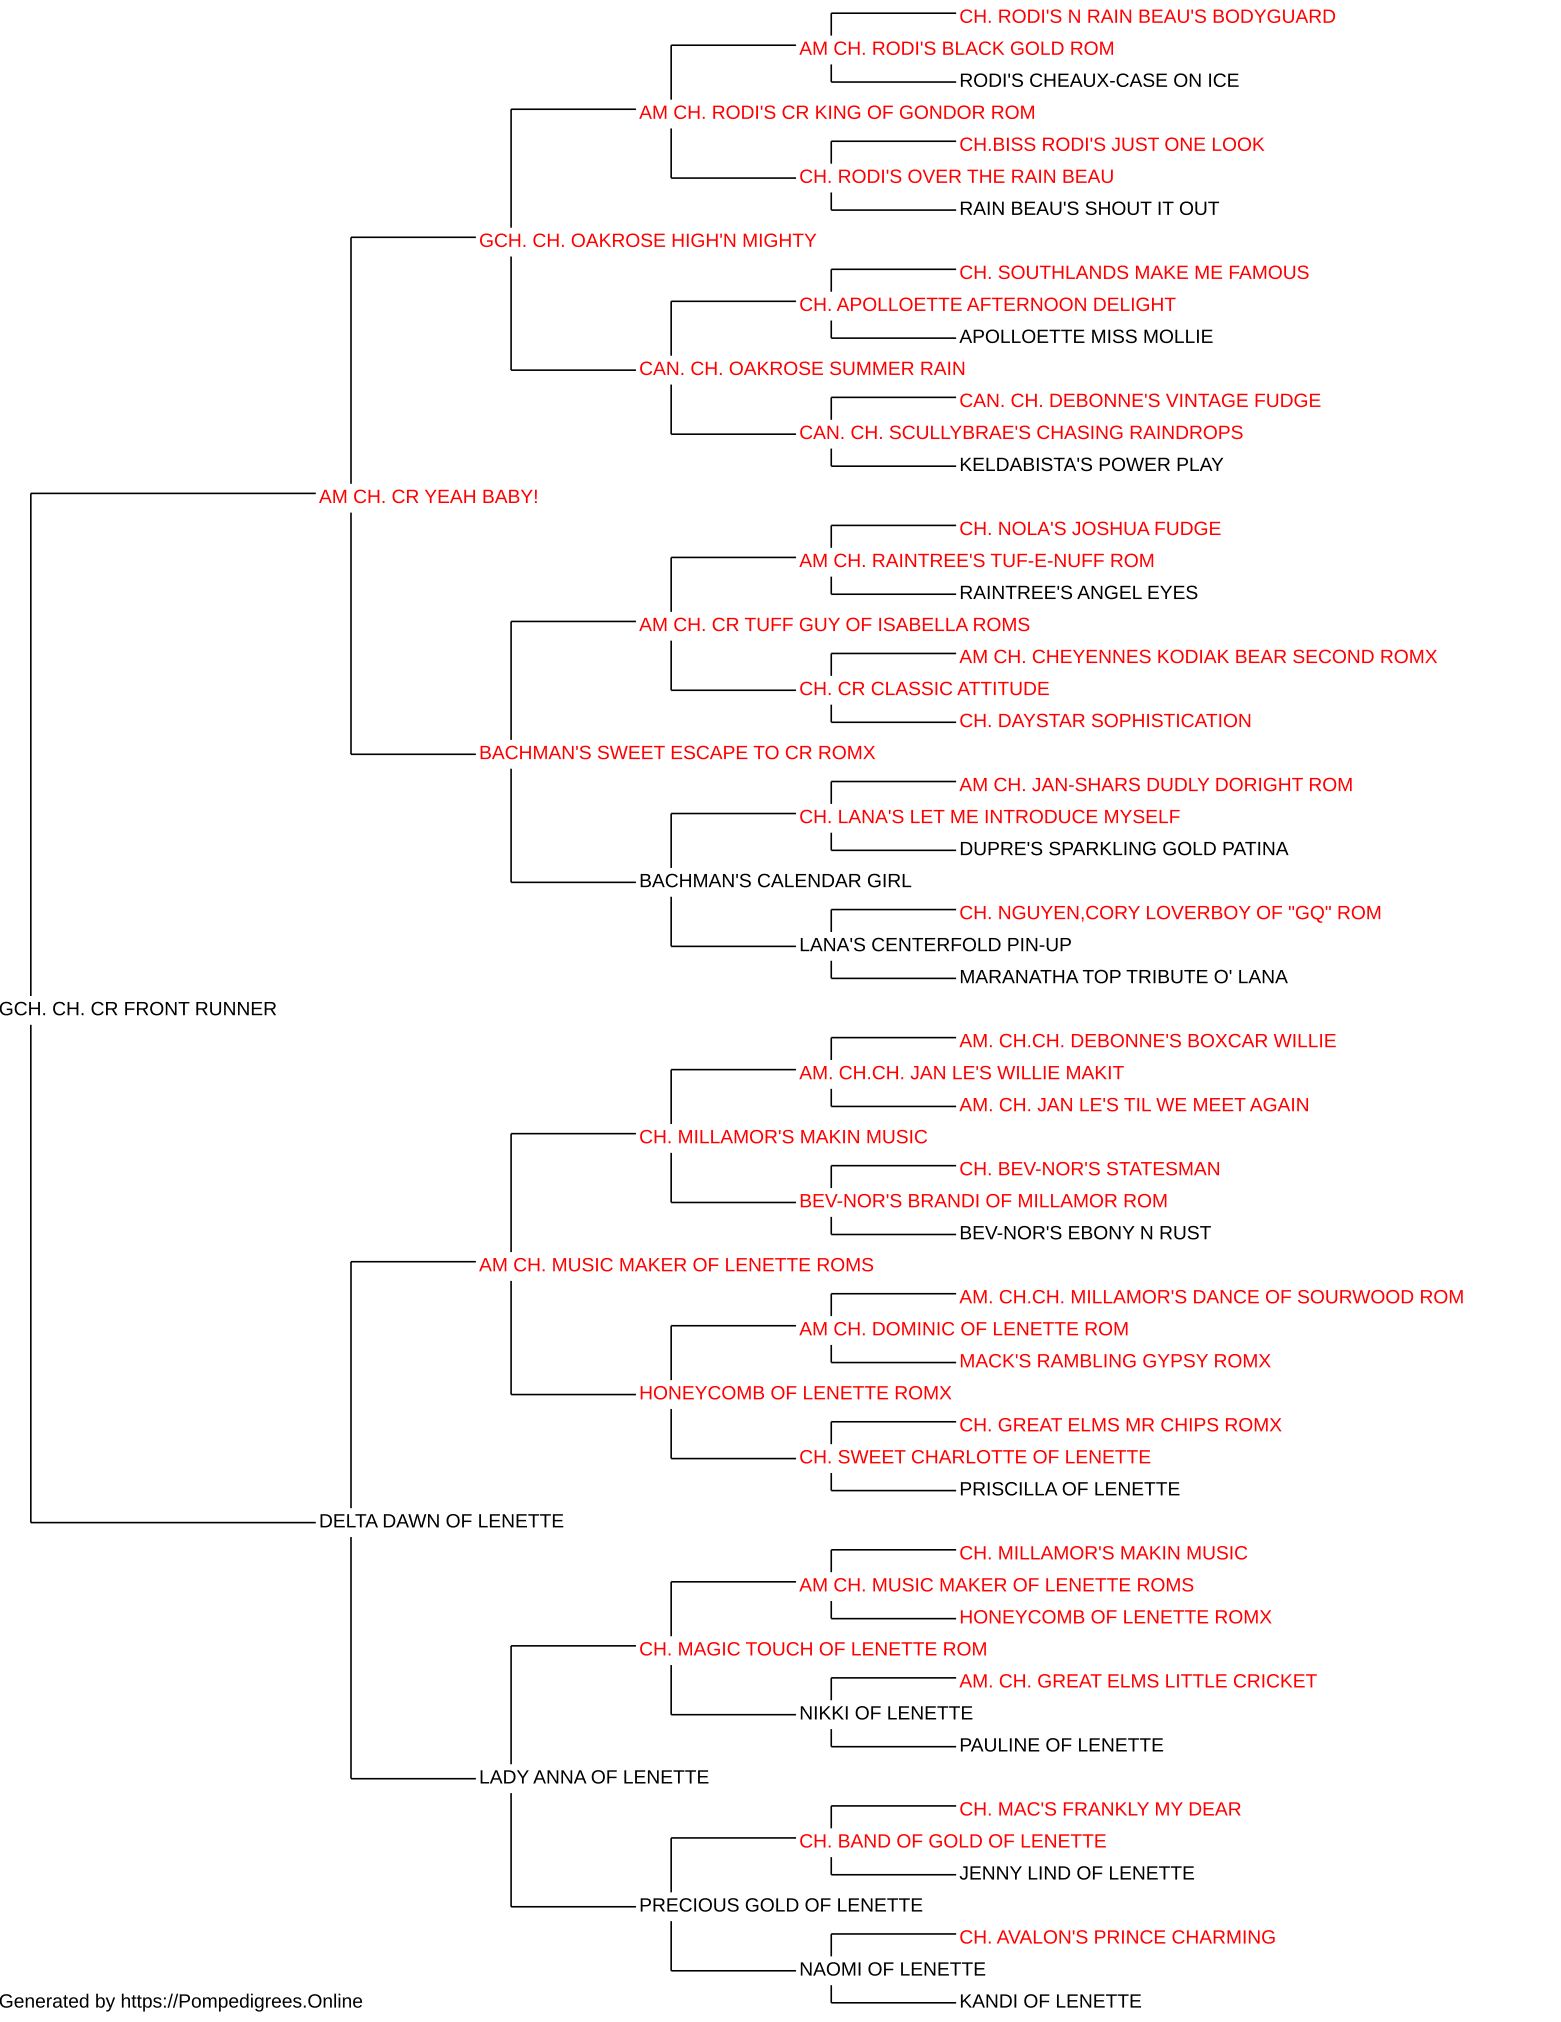 CH. RODI'S N RAIN BEAU'S BODYGUARD
AM CH. RODI'S BLACK GOLD ROM
RODI'S CHEAUX-CASE ON ICE
AM CH. RODI'S CR KING OF GONDOR ROM
CH.BISS RODI'S JUST ONE LOOK
CH. RODI'S OVER THE RAIN BEAU
RAIN BEAU'S SHOUT IT OUT
GCH. CH. OAKROSE HIGH'N MIGHTY
CH. SOUTHLANDS MAKE ME FAMOUS
CH. APOLLOETTE AFTERNOON DELIGHT
APOLLOETTE MISS MOLLIE
CAN. CH. OAKROSE SUMMER RAIN
CAN. CH. DEBONNE'S VINTAGE FUDGE
CAN. CH. SCULLYBRAE'S CHASING RAINDROPS
KELDABISTA'S POWER PLAY
AM CH. CR YEAH BABY!
CH. NOLA'S JOSHUA FUDGE
AM CH. RAINTREE'S TUF-E-NUFF ROM
RAINTREE'S ANGEL EYES
AM CH. CR TUFF GUY OF ISABELLA ROMS
AM CH. CHEYENNES KODIAK BEAR SECOND ROMX
CH. CR CLASSIC ATTITUDE
CH. DAYSTAR SOPHISTICATION
BACHMAN'S SWEET ESCAPE TO CR ROMX
AM CH. JAN-SHARS DUDLY DORIGHT ROM
CH. LANA'S LET ME INTRODUCE MYSELF
DUPRE'S SPARKLING GOLD PATINA
BACHMAN'S CALENDAR GIRL
CH. NGUYEN,CORY LOVERBOY OF "GQ" ROM
LANA'S CENTERFOLD PIN-UP
MARANATHA TOP TRIBUTE O' LANA
GCH. CH. CR FRONT RUNNER
AM. CH.CH. DEBONNE'S BOXCAR WILLIE
AM. CH.CH. JAN LE'S WILLIE MAKIT
AM. CH. JAN LE'S TIL WE MEET AGAIN
CH. MILLAMOR'S MAKIN MUSIC
CH. BEV-NOR'S STATESMAN
BEV-NOR'S BRANDI OF MILLAMOR ROM
BEV-NOR'S EBONY N RUST
AM CH. MUSIC MAKER OF LENETTE ROMS
AM. CH.CH. MILLAMOR'S DANCE OF SOURWOOD ROM
AM CH. DOMINIC OF LENETTE ROM
MACK'S RAMBLING GYPSY ROMX
HONEYCOMB OF LENETTE ROMX
CH. GREAT ELMS MR CHIPS ROMX
CH. SWEET CHARLOTTE OF LENETTE
PRISCILLA OF LENETTE
DELTA DAWN OF LENETTE
CH. MILLAMOR'S MAKIN MUSIC
AM CH. MUSIC MAKER OF LENETTE ROMS
HONEYCOMB OF LENETTE ROMX
CH. MAGIC TOUCH OF LENETTE ROM
AM. CH. GREAT ELMS LITTLE CRICKET
NIKKI OF LENETTE
PAULINE OF LENETTE
LADY ANNA OF LENETTE
CH. MAC'S FRANKLY MY DEAR
CH. BAND OF GOLD OF LENETTE
JENNY LIND OF LENETTE
PRECIOUS GOLD OF LENETTE
CH. AVALON'S PRINCE CHARMING
NAOMI OF LENETTE
KANDI OF LENETTE
Generated by https://Pompedigrees.Online